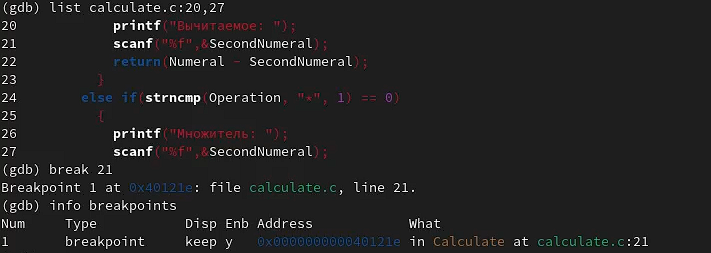 (gdb) list calculate.c:20,27
20            printf("Вычитаемое: ");
21            scanf("%f",&SecondNumeral);
22            return(Numeral - SecondNumeral);
23          }
24        else if(strncmp(Operation, "*", 1) == 0)
25          {
26            printf("Множитель: ");
27            scanf("%f",&SecondNumeral);
(gdb) break 21
Breakpoint 1 at 0x40121e: file calculate.c, line 21.
(gdb) info breakpoints
Num     Type           Disp Enb Address            What
1       breakpoint     keep y   0x000000000040121e in Calculate at calculate.c:21